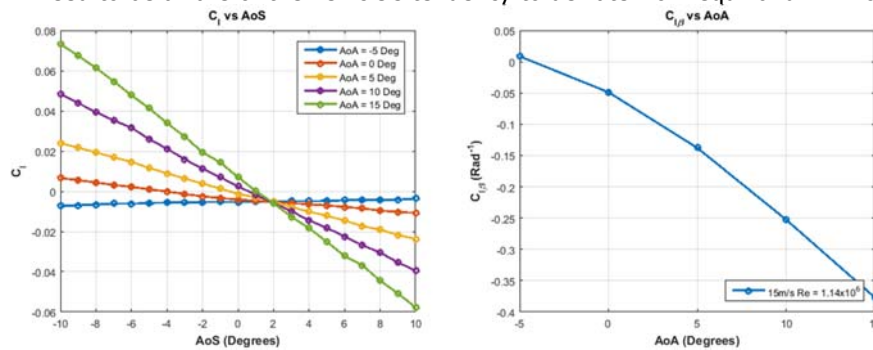 C_l vs AoS
C_lβ vs AoA
0.08
0.06
0.04
0.02
0
-0.02
-0.04
-0.06
C_l
-10
-8
-6
-4
-2
0
2
4
6
8
10
AoS (Degrees)
AoA = -5 Deg
AoA = 0 Deg
AoA = 5 Deg
AoA = 10 Deg
AoA = 15 Deg
0.05
0
-0.05
-0.1
-0.15
-0.2
-0.25
-0.3
-0.35
-0.4
C_lβ (Rad⁻¹)
-5
0
5
10
AoA (Degrees)
15m/s Re = 1.14x10⁶